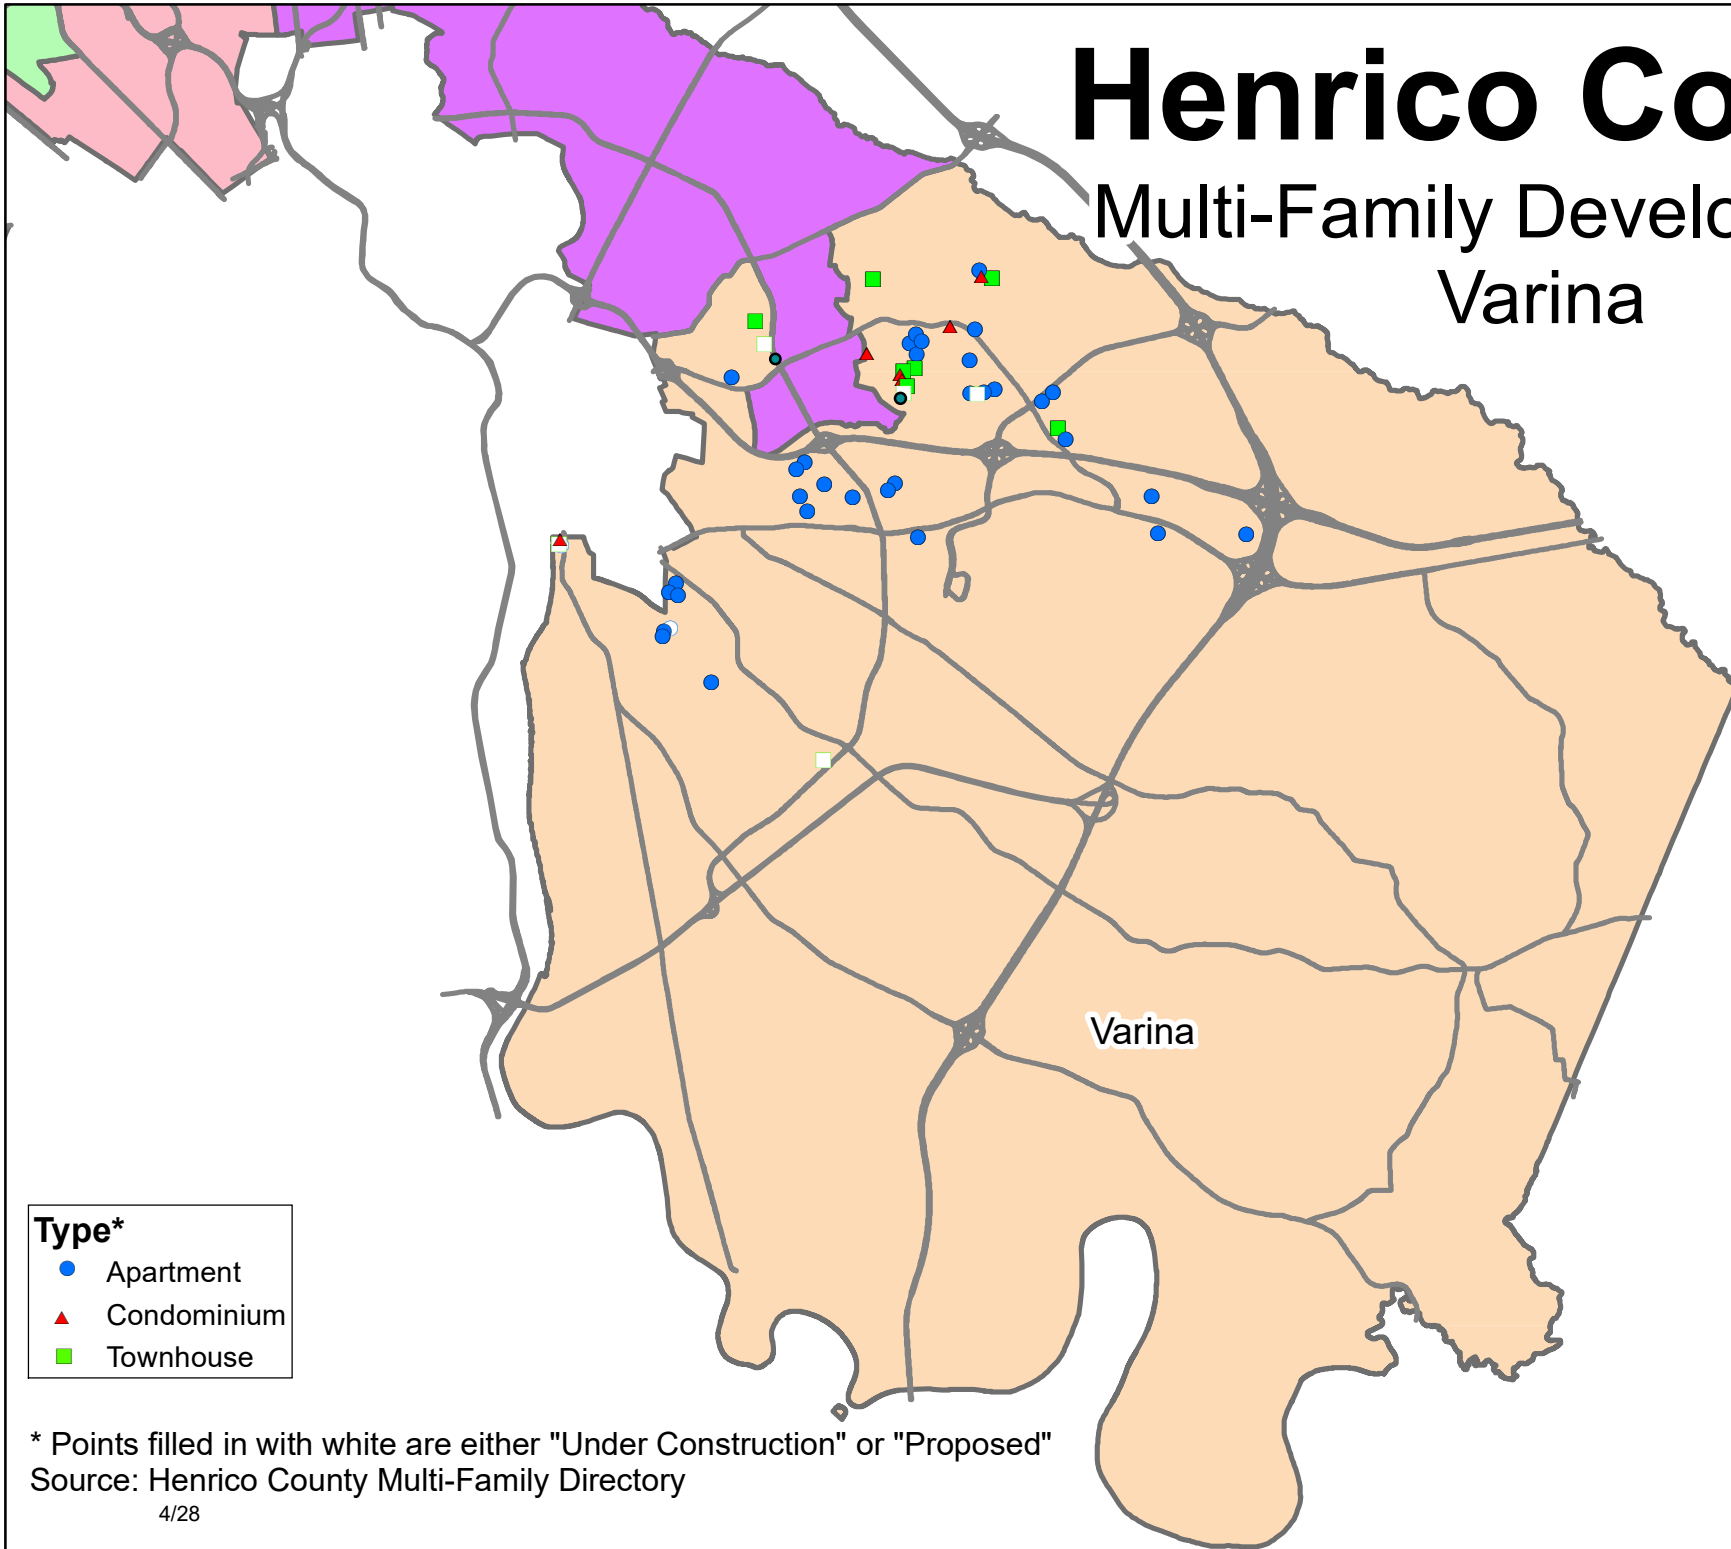 Henrico Co
Multi-Family Develo
Varina
Varina
Type*
Apartment
Condominium
Townhouse
* Points filled in with white are either "Under Construction" or "Proposed"
Source: Henrico County Multi-Family Directory
4/28